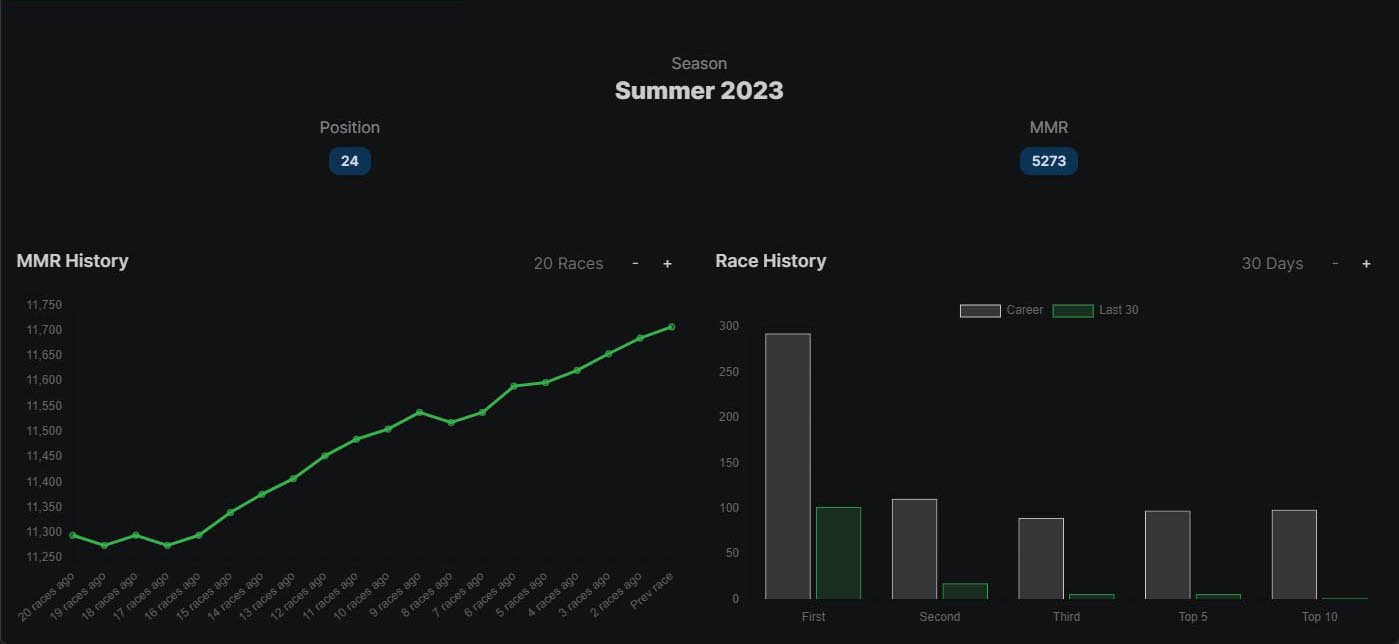 Season
Summer 2023
Position
MMR
24
5273
MMR History
20 Races
-
+
Race History
30 Days
-
+
11,750
11,700
11,650
11,600
11,550
11,500
11,450
11,400
11,350
11,300
11,250
20 races ago
19 races ago
18 races ago
17 races ago
16 races ago
15 races ago
14 races ago
13 races ago
12 races ago
11 races ago
10 races ago
9 races ago
8 races ago
7 races ago
6 races ago
5 races ago
4 races ago
3 races ago
2 races ago
Prev race
Career
Last 30
300
250
200
150
100
50
0
First
Second
Third
Top 5
Top 10